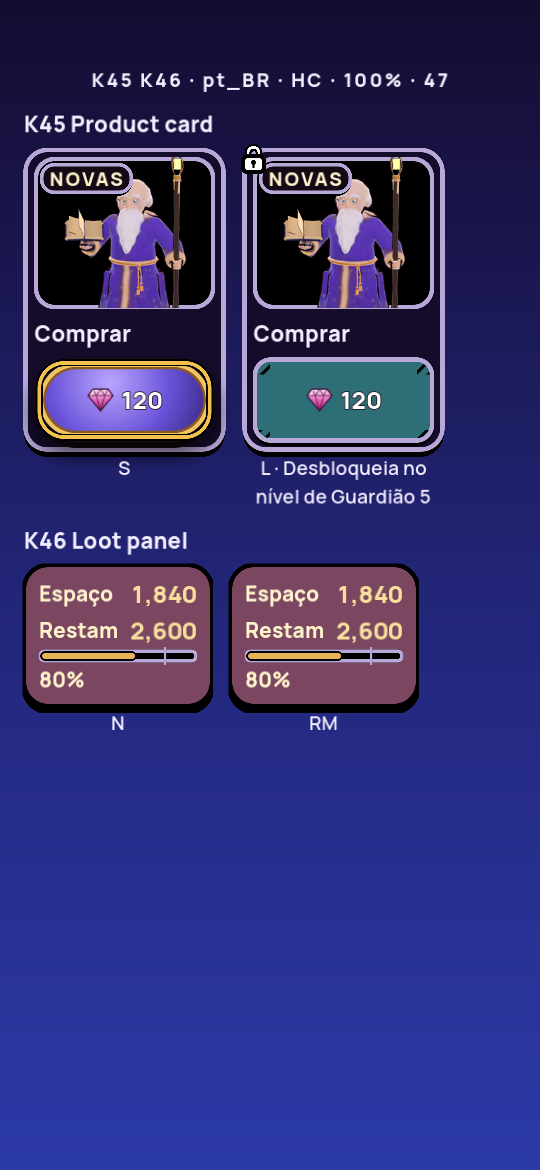 K45 K46 · pt_BR · HC · 100% · 47
K45 Product card
NOVAS
NOVAS
Comprar
Comprar
120
120
S
L · Desbloqueia no
nível de Guardião 5
K46 Loot panel
Espaço 1,840
Restam 2,600
80%
N
Espaço 1,840
Restam 2,600
80%
RM